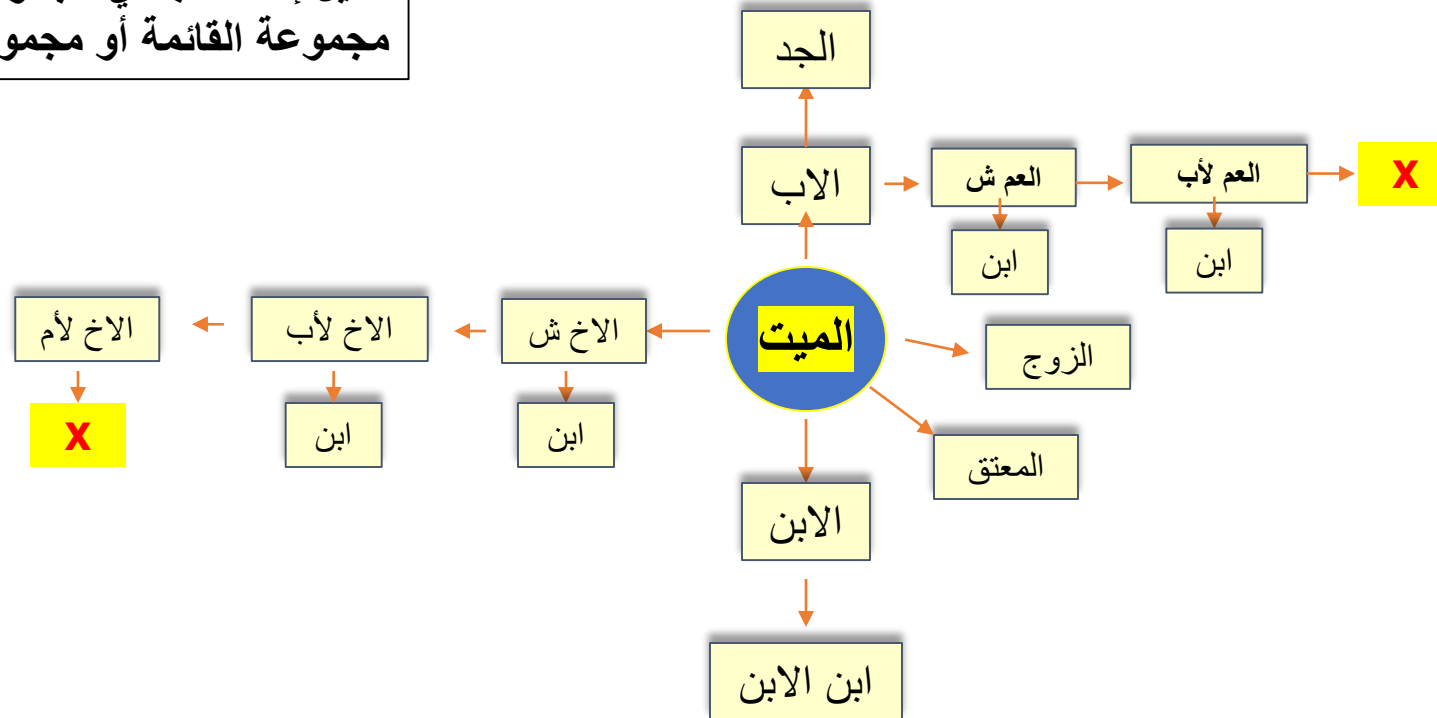 مجموعة القائمة أو
الجد
الاب
العم ش
العم لأب
X
ابن
ابن
الاخ لأم
الاخ لأب
الاخ ش
الميت
الزوج
X
ابن
ابن
المعتق
الابن
ابن الابن